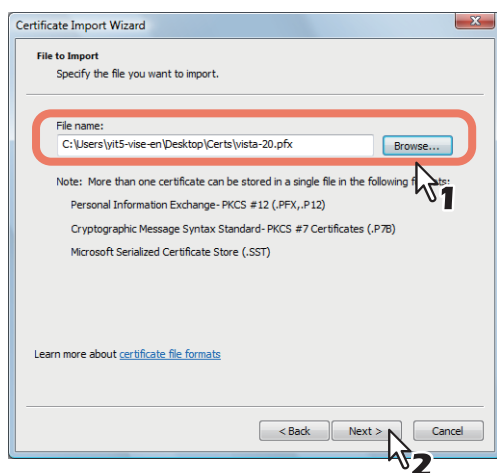 Certificate Import Wizard
File to Import
Specify the file you want to import.
File name:
C:\Users\yit5-vise-en\Desktop\Certs\vista-20.pfx
Browse...
Note: More than one certificate can be stored in a single file in the following formats:
1
Personal Information Exchange- PKCS #12 (.PFX,.P12)
Cryptographic Message Syntax Standard- PKCS #7 Certificates (.P7B)
Microsoft Serialized Certificate Store (.SST)
Learn more about certificate file formats
< Back Next > Cancel
2